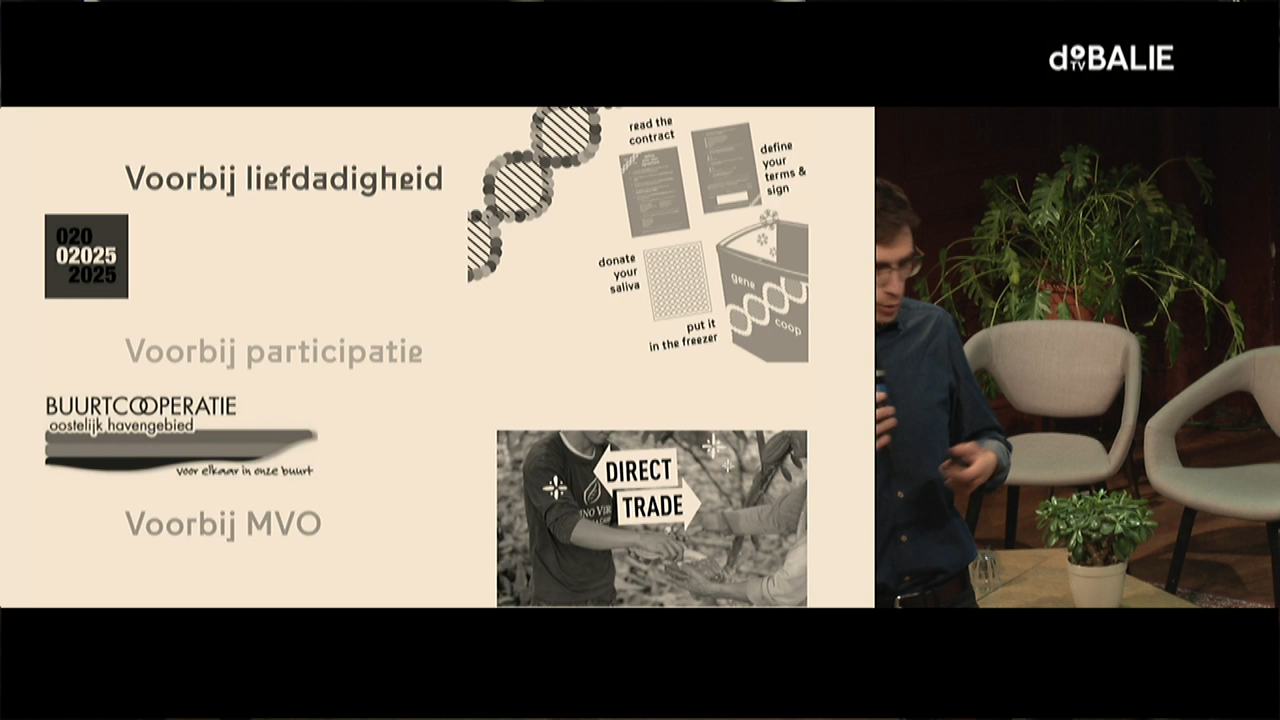 doBALIE
TV
Voorbij liefdadigheid
020
02025
2025
Voorbij participatie
BUURTCOOPERATIE
oostelijk havengebied
voor elkaar in onze buurt
Voorbij MVO
read the
contract
define
your
terms &
sign
donate
your
saliva
gene
coop
put it
in the freezer
DIRECT
TRADE